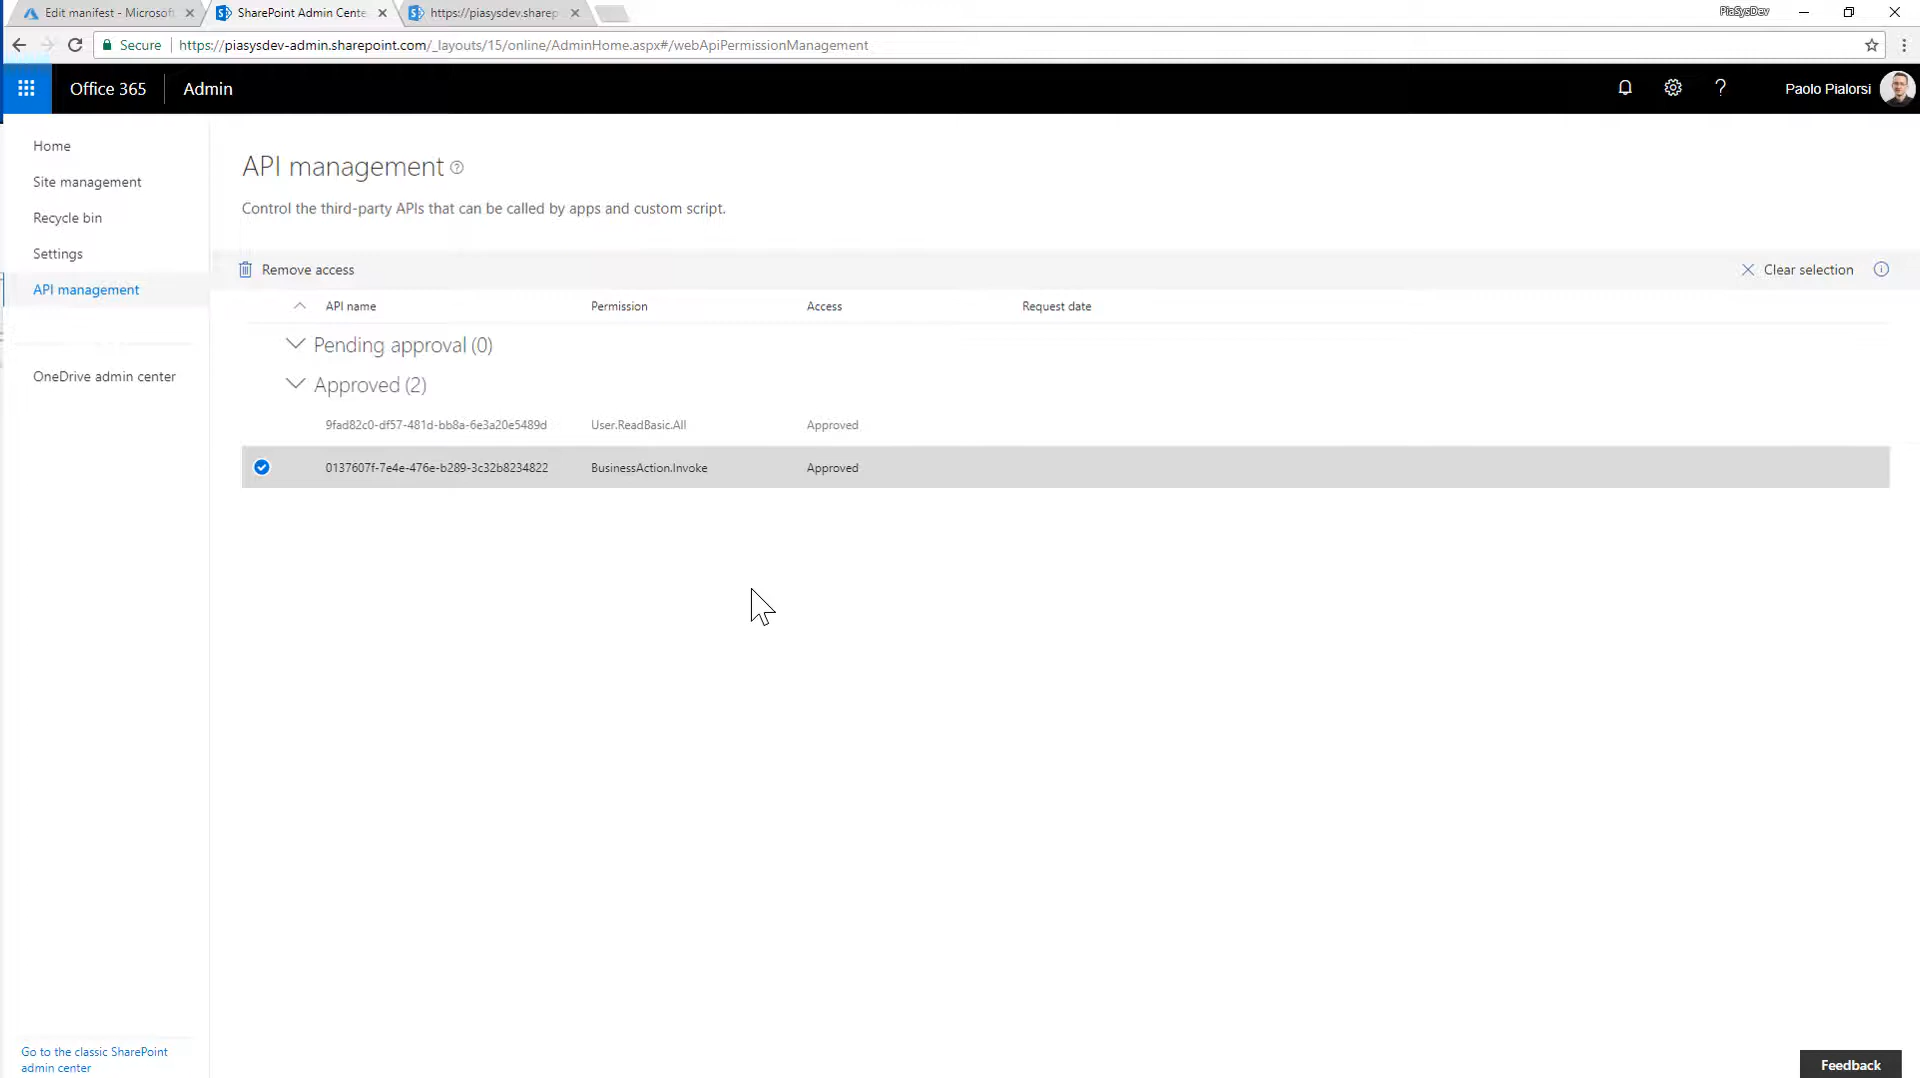 Edit manifest - Microsoft
SharePoint Admin Cente
https://piasysdev.sharep
PiaSysDev
Secure
https://piasysdev-admin.sharepoint.com/_layouts/15/online/AdminHome.aspx#/webApiPermissionManagement
Office 365
Admin
Paolo Pialorsi
Home
Site management
Recycle bin
Settings
API management
OneDrive admin center
Go to the classic SharePoint
admin center
API management
Control the third-party APIs that can be called by apps and custom script.
Remove access
Clear selection
API name
Permission
Access
Request date
Pending approval (0)
Approved (2)
9fad82c0-df57-481d-bb8a-6e3a20e5489d
User.ReadBasic.All
Approved
0137607f-7e4e-476e-b289-3c32b8234822
BusinessAction.Invoke
Approved
Feedback